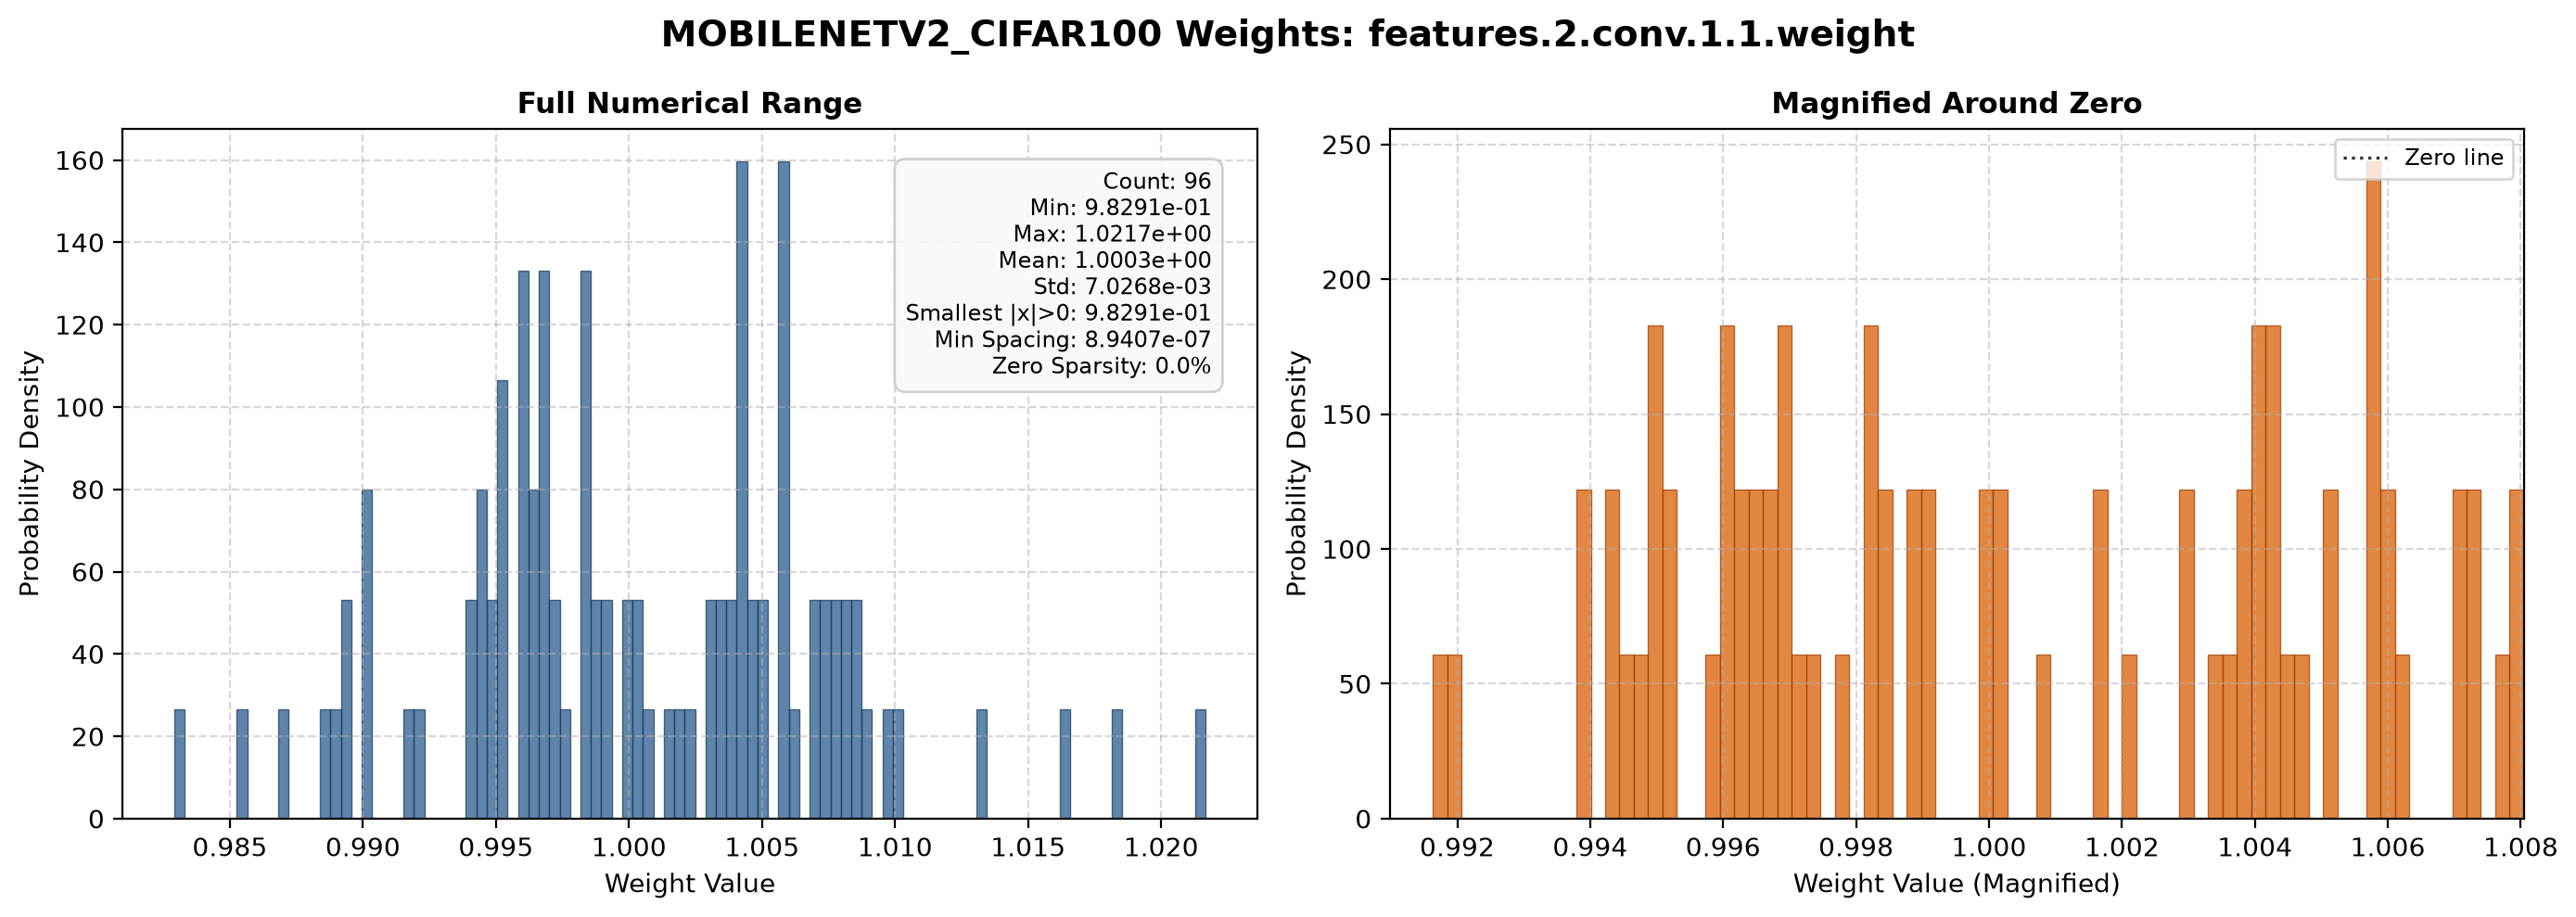 MOBILENETV2_CIFAR100 Weights: features.2.conv.1.1.weight
Full Numerical Range
160
140
120
100
80
60
40
20
0
Probability Density
Count: 96
Min: 9.8291e-01
Max: 1.0217e+00
Mean: 1.0003e+00
Std: 7.0268e-03
Smallest |x|>0: 9.8291e-01
Min Spacing: 8.9407e-07
Zero Sparsity: 0.0%
0.985 0.990 0.995 1.000 1.005 1.010 1.015 1.020
Weight Value
Magnified Around Zero
250
200
150
100
50
0
Probability Density
Zero line
0.992 0.994 0.996 0.998 1.000 1.002 1.004 1.006 1.008
Weight Value (Magnified)